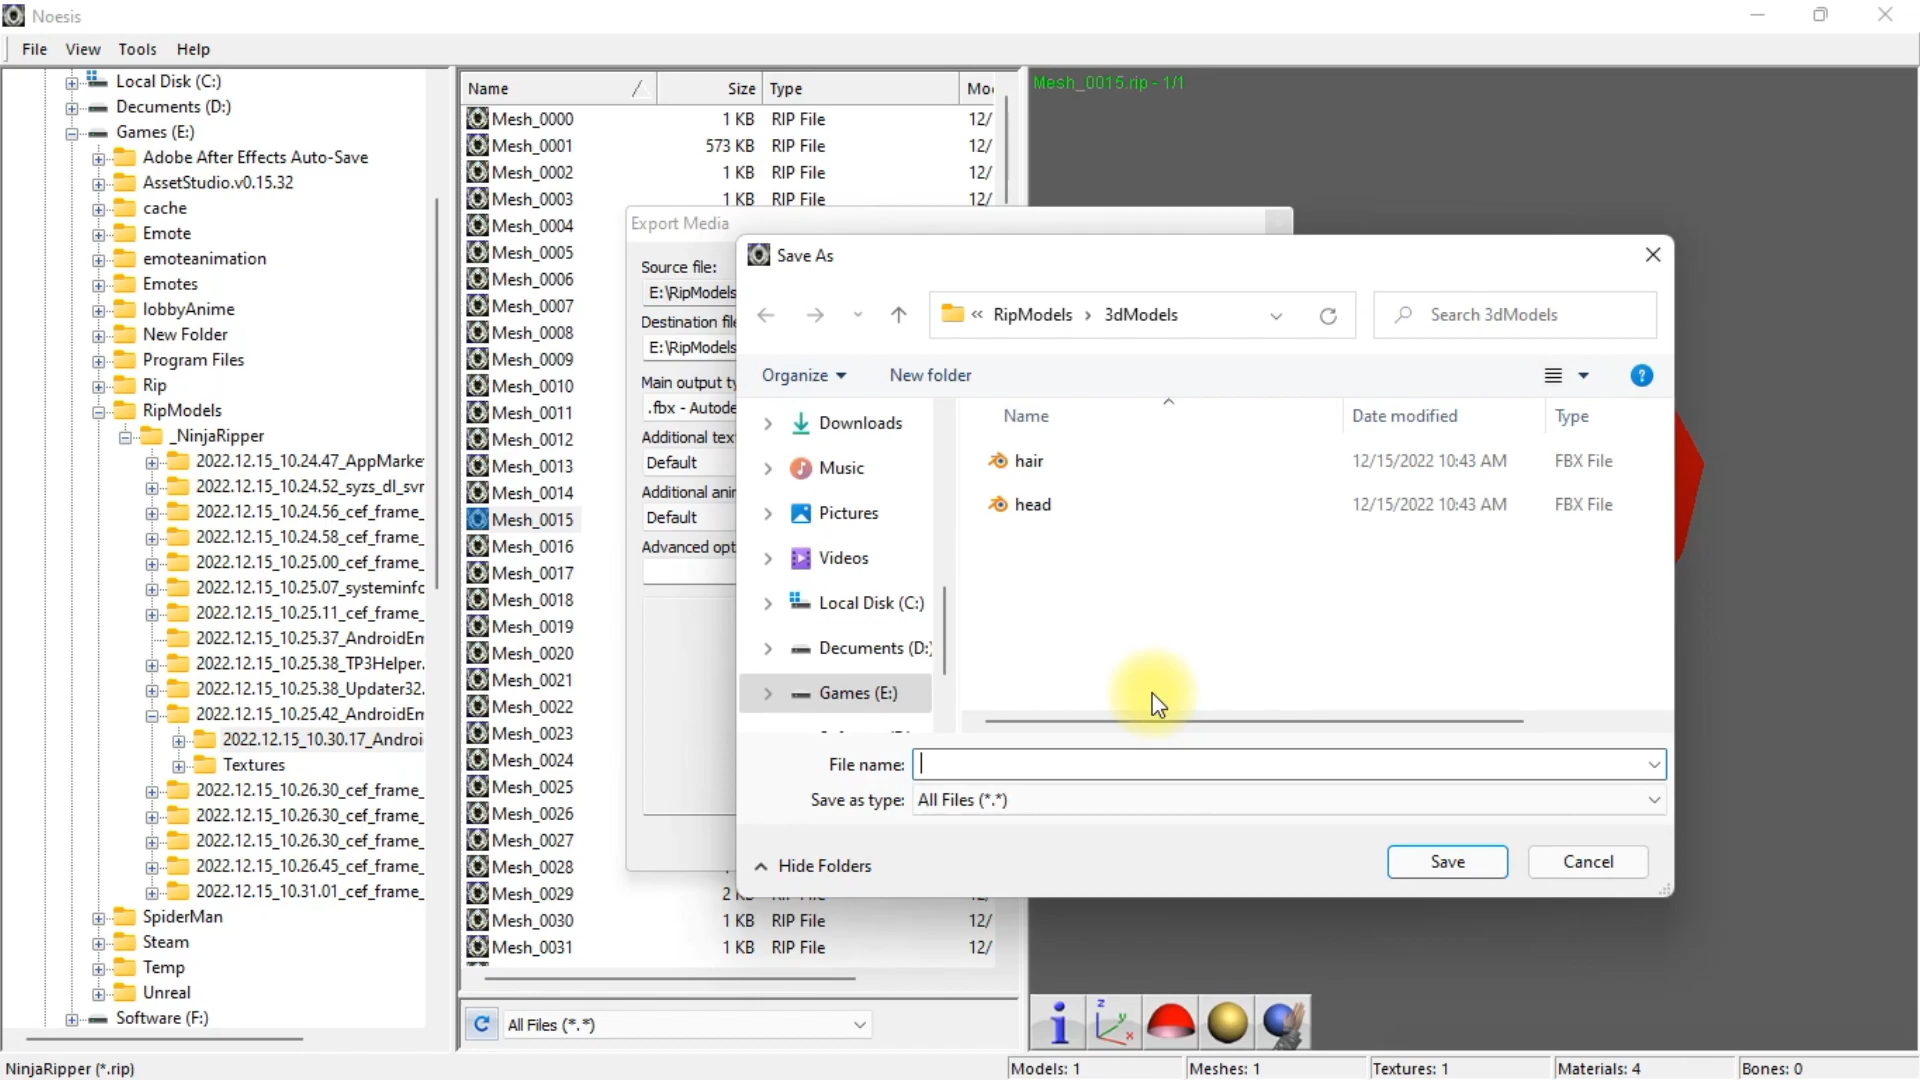 Noesis
File View Tools Help
Local Disk (C:)
Decuments (D:)
Games (E:)
Adobe After Effects Auto-Save
AssetStudio.v0.15.32
cache
Emote
emoteanimation
Emotes
lobbyAnime
New Folder
Program Files
Rip
RipModels
_NinjaRipper
2022.12.15_10.24.47_AppMarke
2022.12.15_10.24.52_syzs_dl_svr
2022.12.15_10.24.56_cef_frame_
2022.12.15_10.24.58_cef_frame_
2022.12.15_10.25.00_cef_frame_
2022.12.15_10.25.07_systeminfo
2022.12.15_10.25.11_cef_frame_
2022.12.15_10.25.37_AndroidEm
2022.12.15_10.25.38_TP3Helper.
2022.12.15_10.25.38_Updater32.
2022.12.15_10.25.42_AndroidEm
2022.12.15_10.30.17_Androi
Textures
2022.12.15_10.26.30_cef_frame_
2022.12.15_10.26.30_cef_frame_
2022.12.15_10.26.30_cef_frame_
2022.12.15_10.26.45_cef_frame_
2022.12.15_10.31.01_cef_frame_
SpiderMan
Steam
Temp
Unreal
Software (F:)
Name Size Type Mo
Mesh_0000 1 KB RIP File 12/
Mesh_0001 573 KB RIP File 12/
Mesh_0002 1 KB RIP File 12/
Mesh_0003 1 KB RIP File 12/
Mesh_0004
Mesh_0005
Mesh_0006
Mesh_0007
Mesh_0008
Mesh_0009
Mesh_0010
Mesh_0011
Mesh_0012
Mesh_0013
Mesh_0014
Mesh_0015
Mesh_0016
Mesh_0017
Mesh_0018
Mesh_0019
Mesh_0020
Mesh_0021
Mesh_0022
Mesh_0023
Mesh_0024
Mesh_0025
Mesh_0026
Mesh_0027
Mesh_0028
Mesh_0029 2
Mesh_0030 1 KB RIP File 12/
Mesh_0031 1 KB RIP File 12/
All Files (*.*)
Mesh_0015.rip - 1/1
Export Media
Source file:
E:\RipModels
Destination file
E:\RipModels
Main output ty
.fbx - Autode
Additional tex
Default
Additional ani
Default
Advanced opt
Save As
« RipModels › 3dModels
Search 3dModels
Organize New folder
?
Downloads
Music
Pictures
Videos
Local Disk (C:)
Decuments (D:)
Games (E:)
Name Date modified Type
hair 12/15/2022 10:43 AM FBX File
head 12/15/2022 10:43 AM FBX File
File name:
Save as type: All Files (*.*)
Hide Folders
Save Cancel
z y x
NinjaRipper (*.rip) Models: 1 Meshes: 1 Textures: 1 Materials: 4 Bones: 0